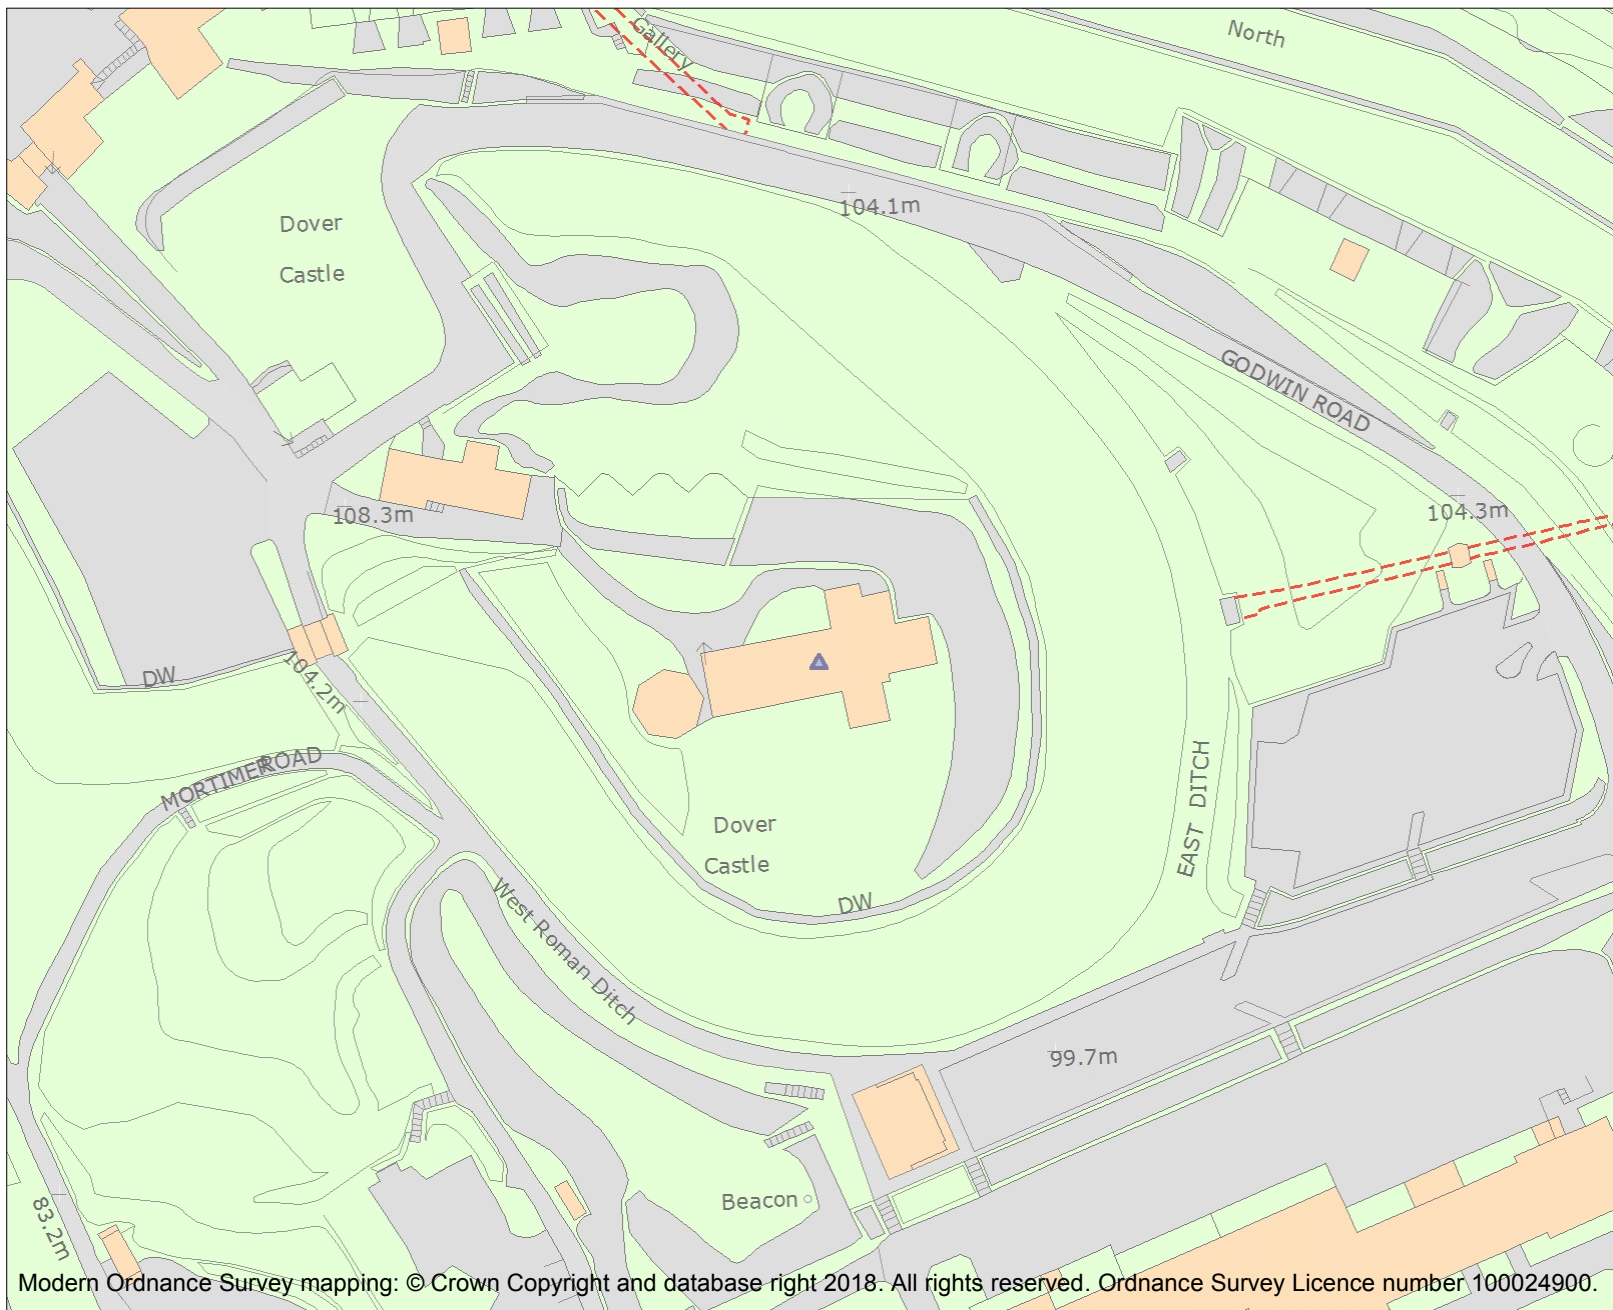 Gallery
North
Dover
Castle
104.1m
GODWIN ROAD
108.3m
104.3m
DW
104.2m
MORTIMER ROAD
EAST DITCH
Dover
Castle
DW
West Roman Ditch
99.7m
Beacon
83.2m
Modern Ordnance Survey mapping: © Crown Copyright and database right 2018. All rights reserved. Ordnance Survey Licence number 100024900.